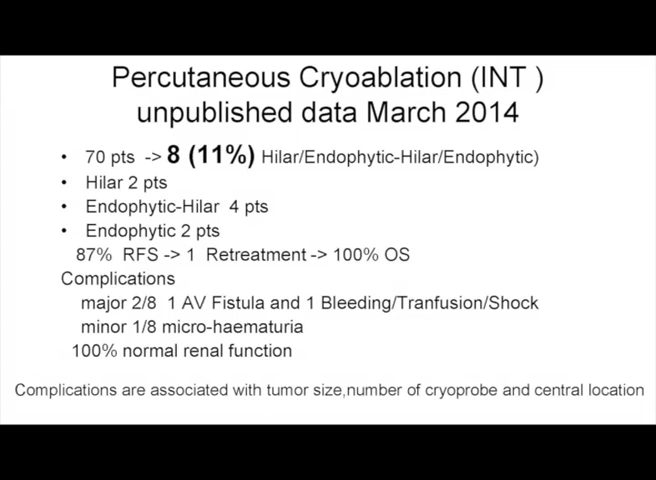 Percutaneous Cryoablation (INT )
unpublished data March 2014
• 70 pts -> 8 (11%) Hilar/Endophytic-Hilar/Endophytic)
• Hilar 2 pts
• Endophytic-Hilar 4 pts
• Endophytic 2 pts
87% RFS -> 1 Retreatment -> 100% OS
Complications
major 2/8 1 AV Fistula and 1 Bleeding/Tranfusion/Shock
minor 1/8 micro-haematuria
100% normal renal function
Complications are associated with tumor size,number of cryoprobe and central location